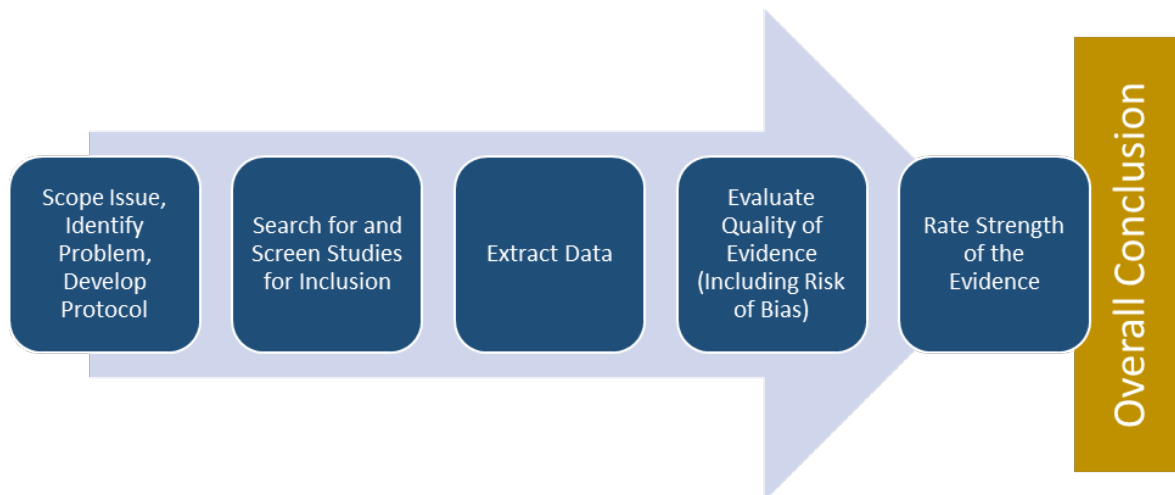 Scope Issue,
Identify
Problem,
Develop
Protocol
Search for and
Screen Studies
for Inclusion
Extract Data
Evaluate
Quality of
Evidence
(Including Risk
of Bias)
Rate Strength
of the
Evidence
Overall Conclusion